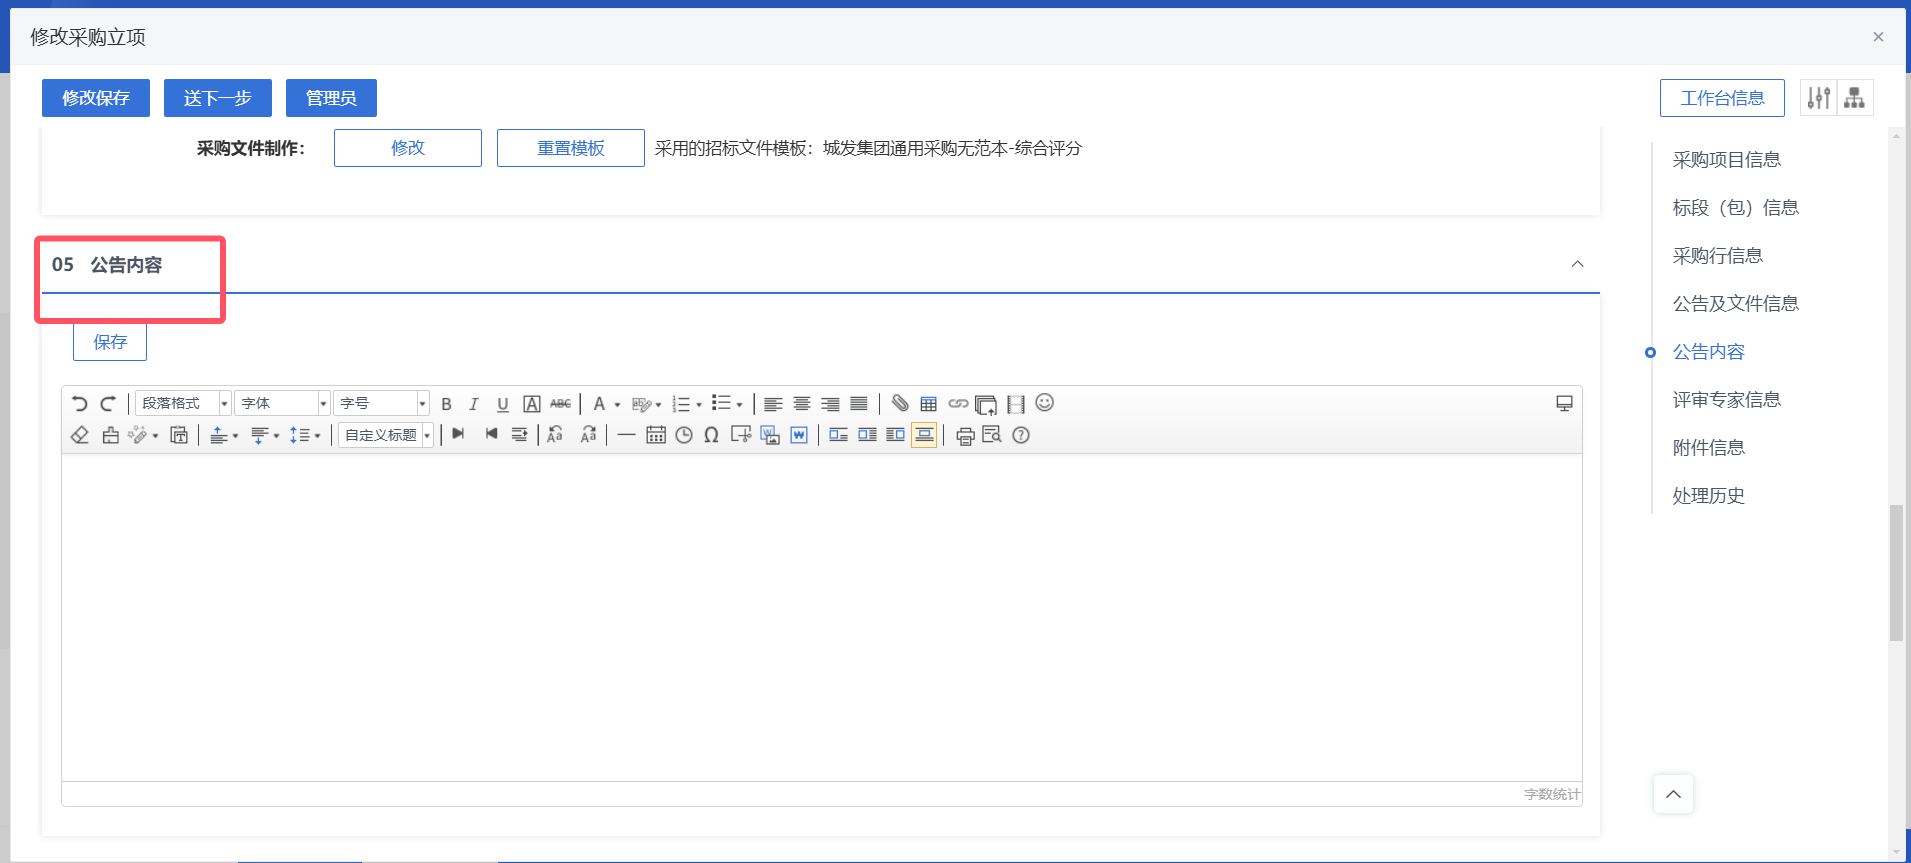 修改采购立项
修改保存 送下一步 管理员 工作台信息
采购文件制作： 修改 重置模板 采用的招标文件模板：城发集团通用采购无范本-综合评分
05 公告内容
保存
段落格式 字体 字号 B I U A ABC A
自定义标题
字数统计
采购项目信息
标段（包）信息
采购行信息
公告及文件信息
公告内容
评审专家信息
附件信息
处理历史